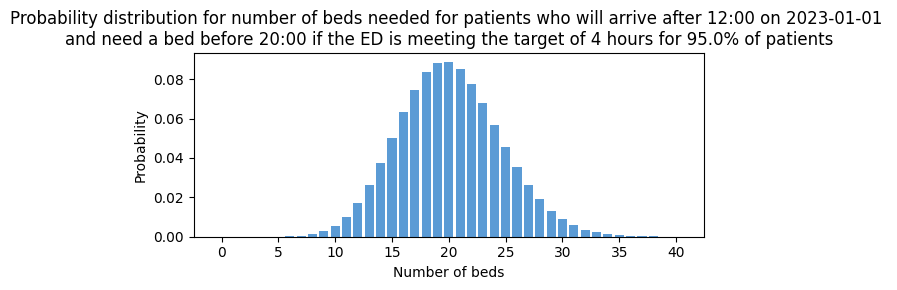 Probability distribution for number of beds needed for patients who will arrive after 12:00 on 2023-01-01
and need a bed before 20:00 if the ED is meeting the target of 4 hours for 95.0% of patients
0.08
0.06
0.04
0.02
0.00
Probability
0 5 10 15 20 25 30 35 40
Number of beds